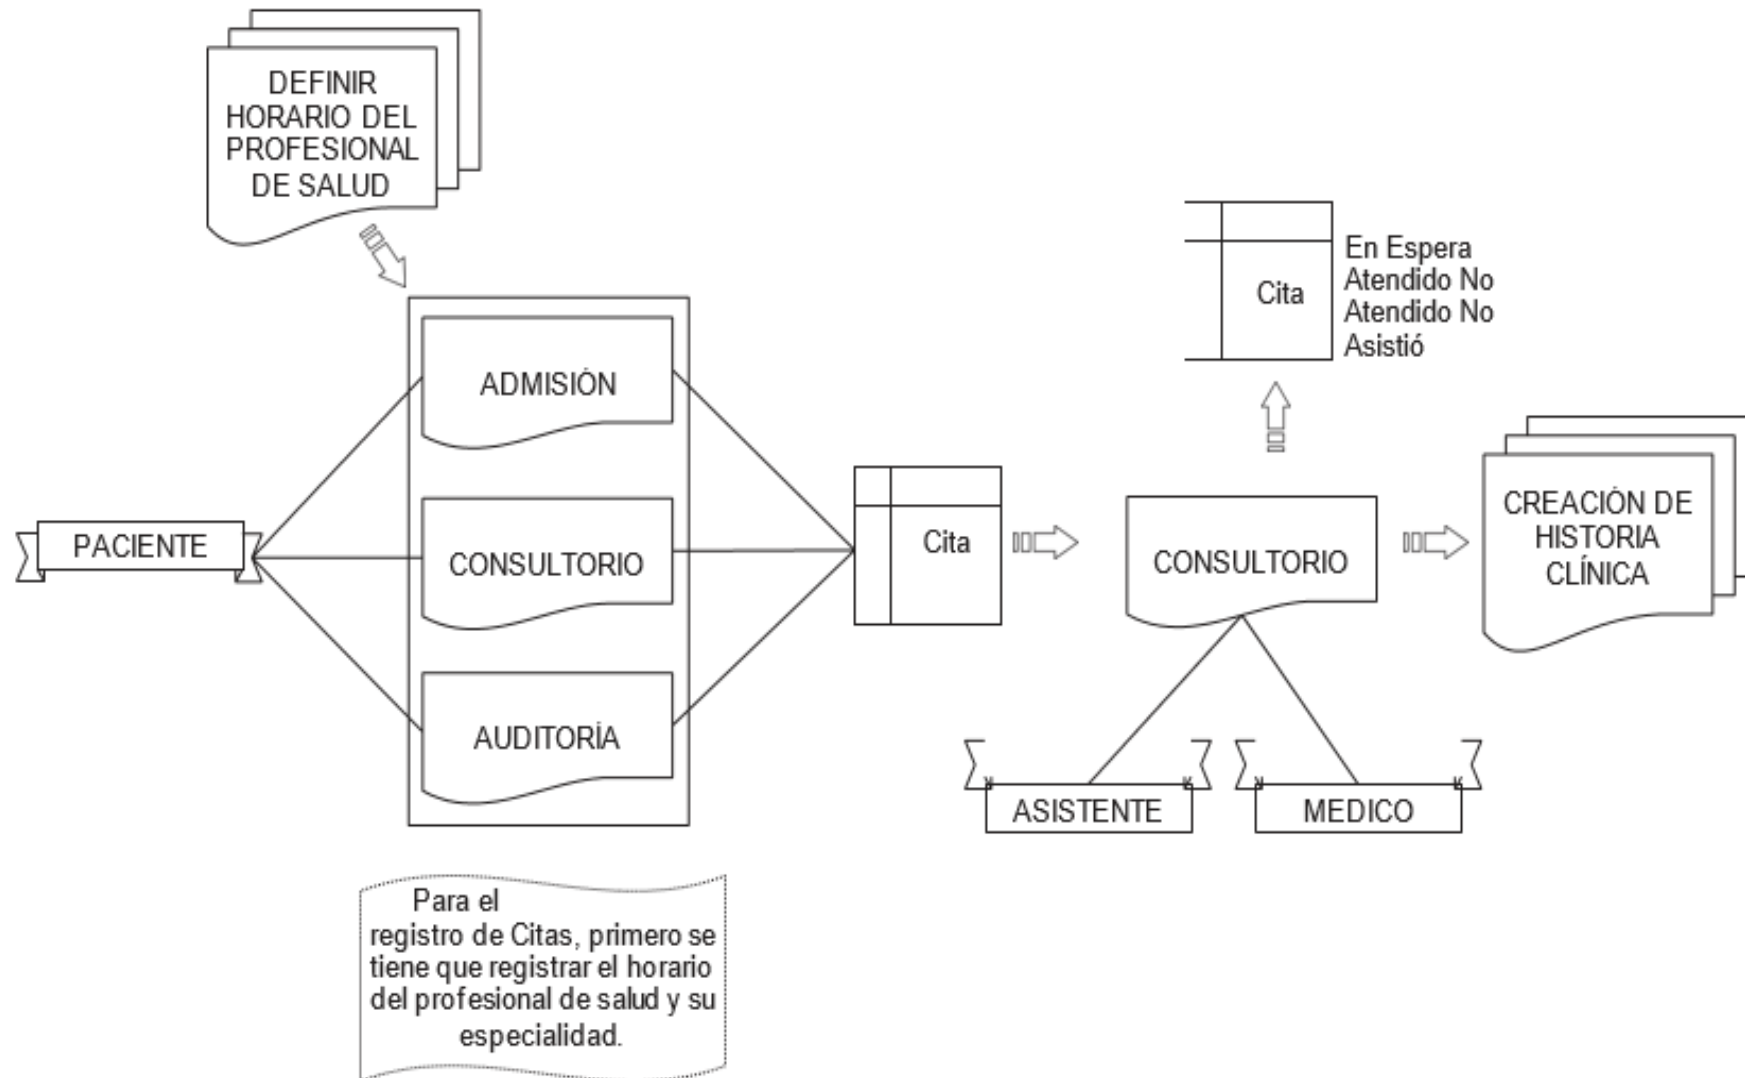 DEFINIR
HORARIO DEL
PROFESIONAL
DE SALUD
ADMISIÓN
PACIENTE
CONSULTORIO
AUDITORÍA
Cita
CONSULTORIO
Cita
En Espera
Atendido No
Atendido No
Asistió
CREACIÓN DE
HISTORIA
CLÍNICA
ASISTENTE
MEDICO
Para el
registro de Citas, primero se
tiene que registrar el horario
del profesional de salud y su
especialidad.